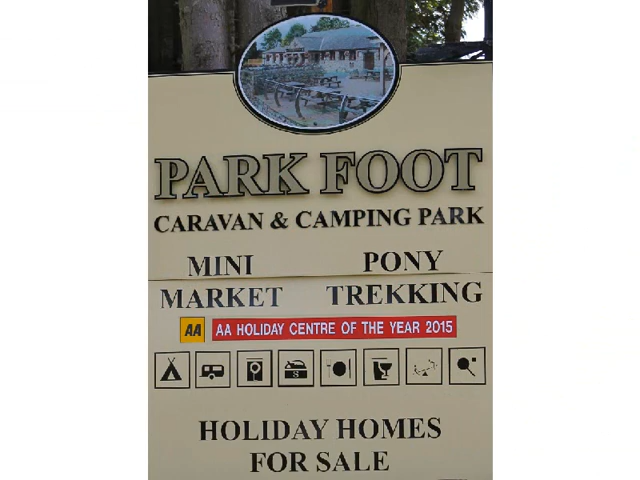 PARK FOOT
CARAVAN & CAMPING PARK
MINI PONY
MARKET TREKKING
AA AA HOLIDAY CENTRE OF THE YEAR 2015
HOLIDAY HOMES
FOR SALE